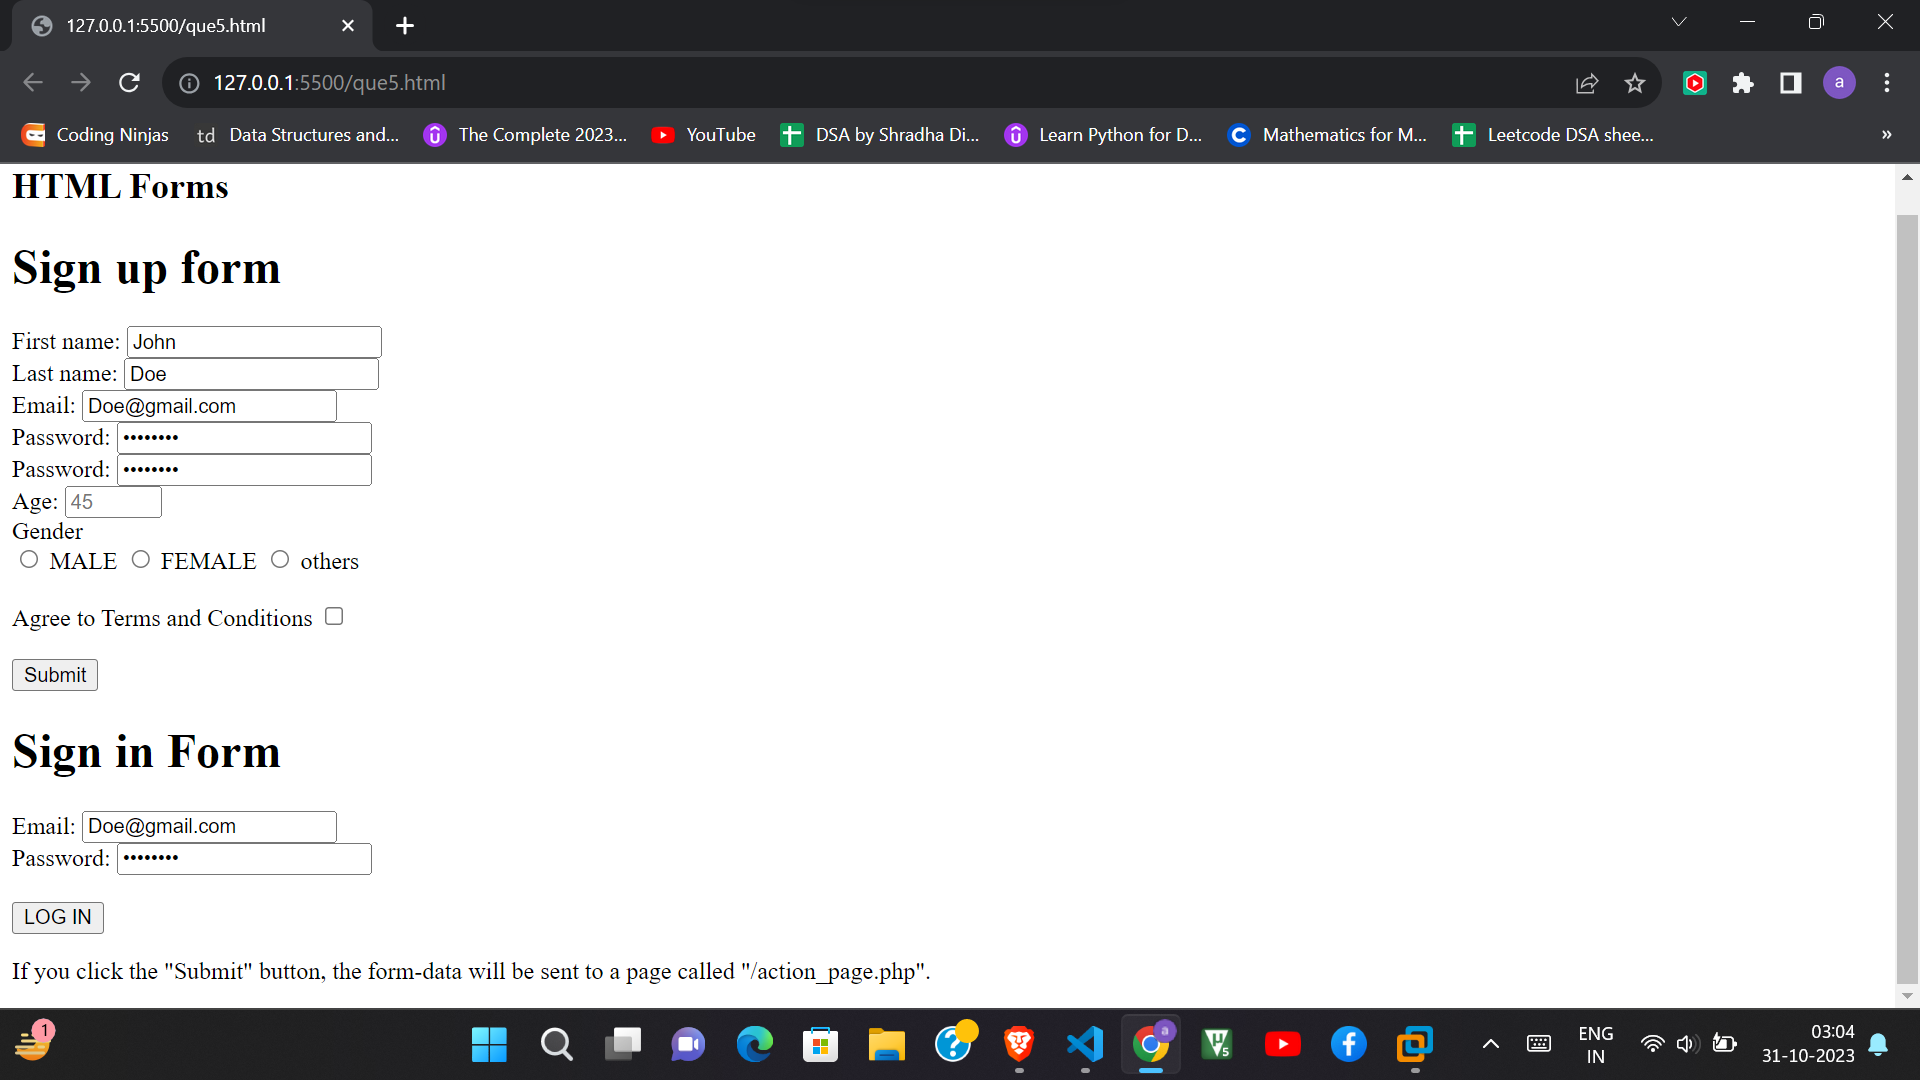 127.0.0.1:5500/que5.html
127.0.0.1:5500/que5.html
a
Coding Ninjas td Data Structures and... The Complete 2023... YouTube DSA by Shradha Di... Learn Python for D... Mathematics for M... Leetcode DSA shee... »
HTML Forms
Sign up form
First name: John
Last name: Doe
Email: Doe@gmail.com
Password: ••••••••
Password: ••••••••
Age: 45
Gender
MALE FEMALE others
Agree to Terms and Conditions
Submit
Sign in Form
Email: Doe@gmail.com
Password: ••••••••
LOG IN
If you click the "Submit" button, the form-data will be sent to a page called "/action_page.php".
1
a
5
ENG
IN
03:04
31-10-2023